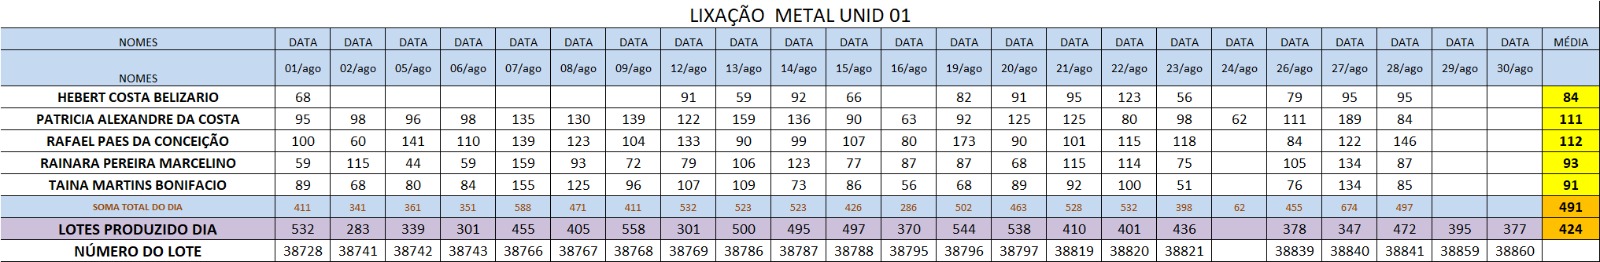 LIXAÇÃO METAL UNID 01
NOMES DATA DATA DATA DATA DATA DATA DATA DATA DATA DATA DATA DATA DATA DATA DATA DATA DATA DATA DATA DATA DATA DATA DATA MÉDIA
NOMES 01/ago 02/ago 05/ago 06/ago 07/ago 08/ago 09/ago 12/ago 13/ago 14/ago 15/ago 16/ago 19/ago 20/ago 21/ago 22/ago 23/ago 24/ago 26/ago 27/ago 28/ago 29/ago 30/ago
HEBERT COSTA BELIZARIO 68 91 59 92 66 82 91 95 123 56 79 95 95 84
PATRICIA ALEXANDRE DA COSTA 95 98 96 98 135 130 139 122 159 136 90 63 92 125 125 80 98 62 111 189 84 111
RAFAEL PAES DA CONCEIÇÃO 100 60 141 110 139 123 104 133 90 99 107 80 173 90 101 115 118 84 122 146 112
RAINARA PEREIRA MARCELINO 59 115 44 59 159 93 72 79 106 123 77 87 87 68 115 114 75 105 134 87 93
TAINA MARTINS BONIFACIO 89 68 80 84 155 125 96 107 109 73 86 56 68 89 92 100 51 76 134 85 91
SOMA TOTAL DO DIA 411 341 361 351 588 471 411 532 523 523 426 286 502 463 528 532 398 62 455 674 497 491
LOTES PRODUZIDO DIA 532 283 339 301 455 405 558 301 500 495 497 370 544 538 410 401 436 378 347 472 395 377 424
NÚMERO DO LOTE 38728 38741 38742 38743 38766 38767 38768 38769 38786 38787 38788 38795 38796 38797 38819 38820 38821 38839 38840 38841 38859 38860